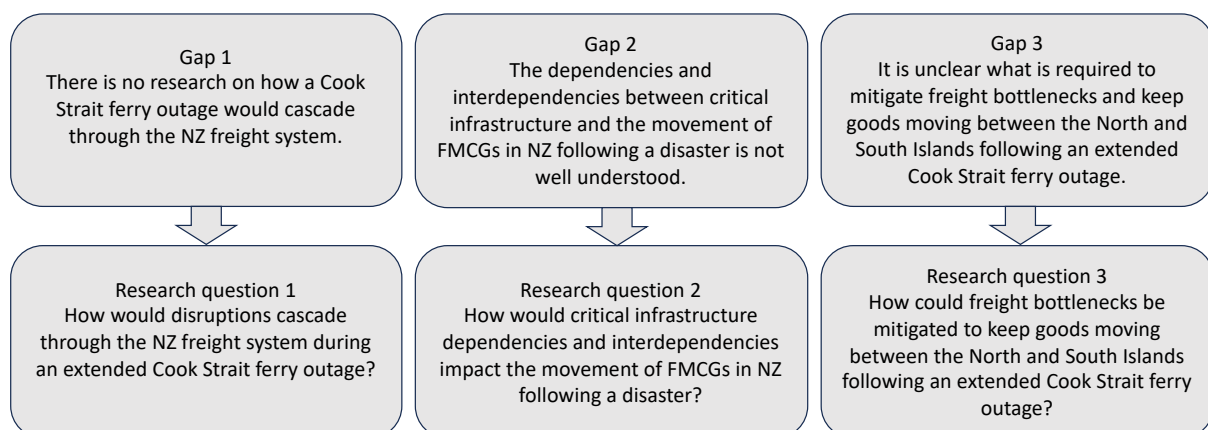 Gap 1
There is no research on how a Cook
Strait ferry outage would cascade
through the NZ freight system.
Gap 2
The dependencies and
interdependencies between critical
infrastructure and the movement of
FMCGs in NZ following a disaster is not
well understood.
Gap 3
It is unclear what is required to
mitigate freight bottlenecks and keep
goods moving between the North and
South Islands following an extended
Cook Strait ferry outage.
Research question 1
How would disruptions cascade
through the NZ freight system during
an extended Cook Strait ferry outage?
Research question 2
How would critical infrastructure
dependencies and interdependencies
impact the movement of FMCGs in NZ
following a disaster?
Research question 3
How could freight bottlenecks be
mitigated to keep goods moving
between the North and South Islands
following an extended Cook Strait ferry
outage?